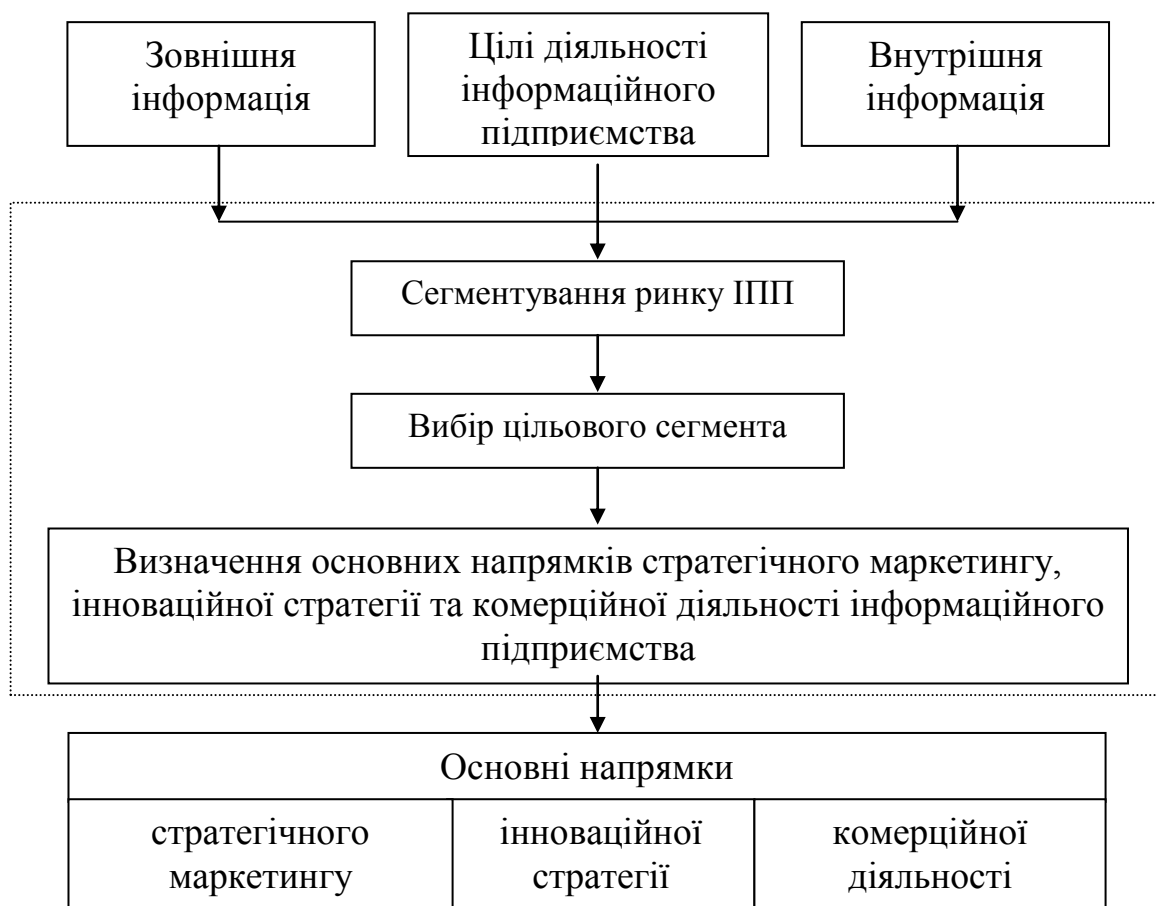 Зовнішня
інформація
Цілі діяльності
інформаційного
підприємства
Внутрішня
інформація
Сегментування ринку ІПП
Вибір цільового сегмента
Визначення основних напрямків стратегічного маркетингу,
інноваційної стратегії та комерційної діяльності інформаційного
підприємства
Основні напрямки
стратегічного
маркетингу
інноваційної
стратегії
комерційної
діяльності